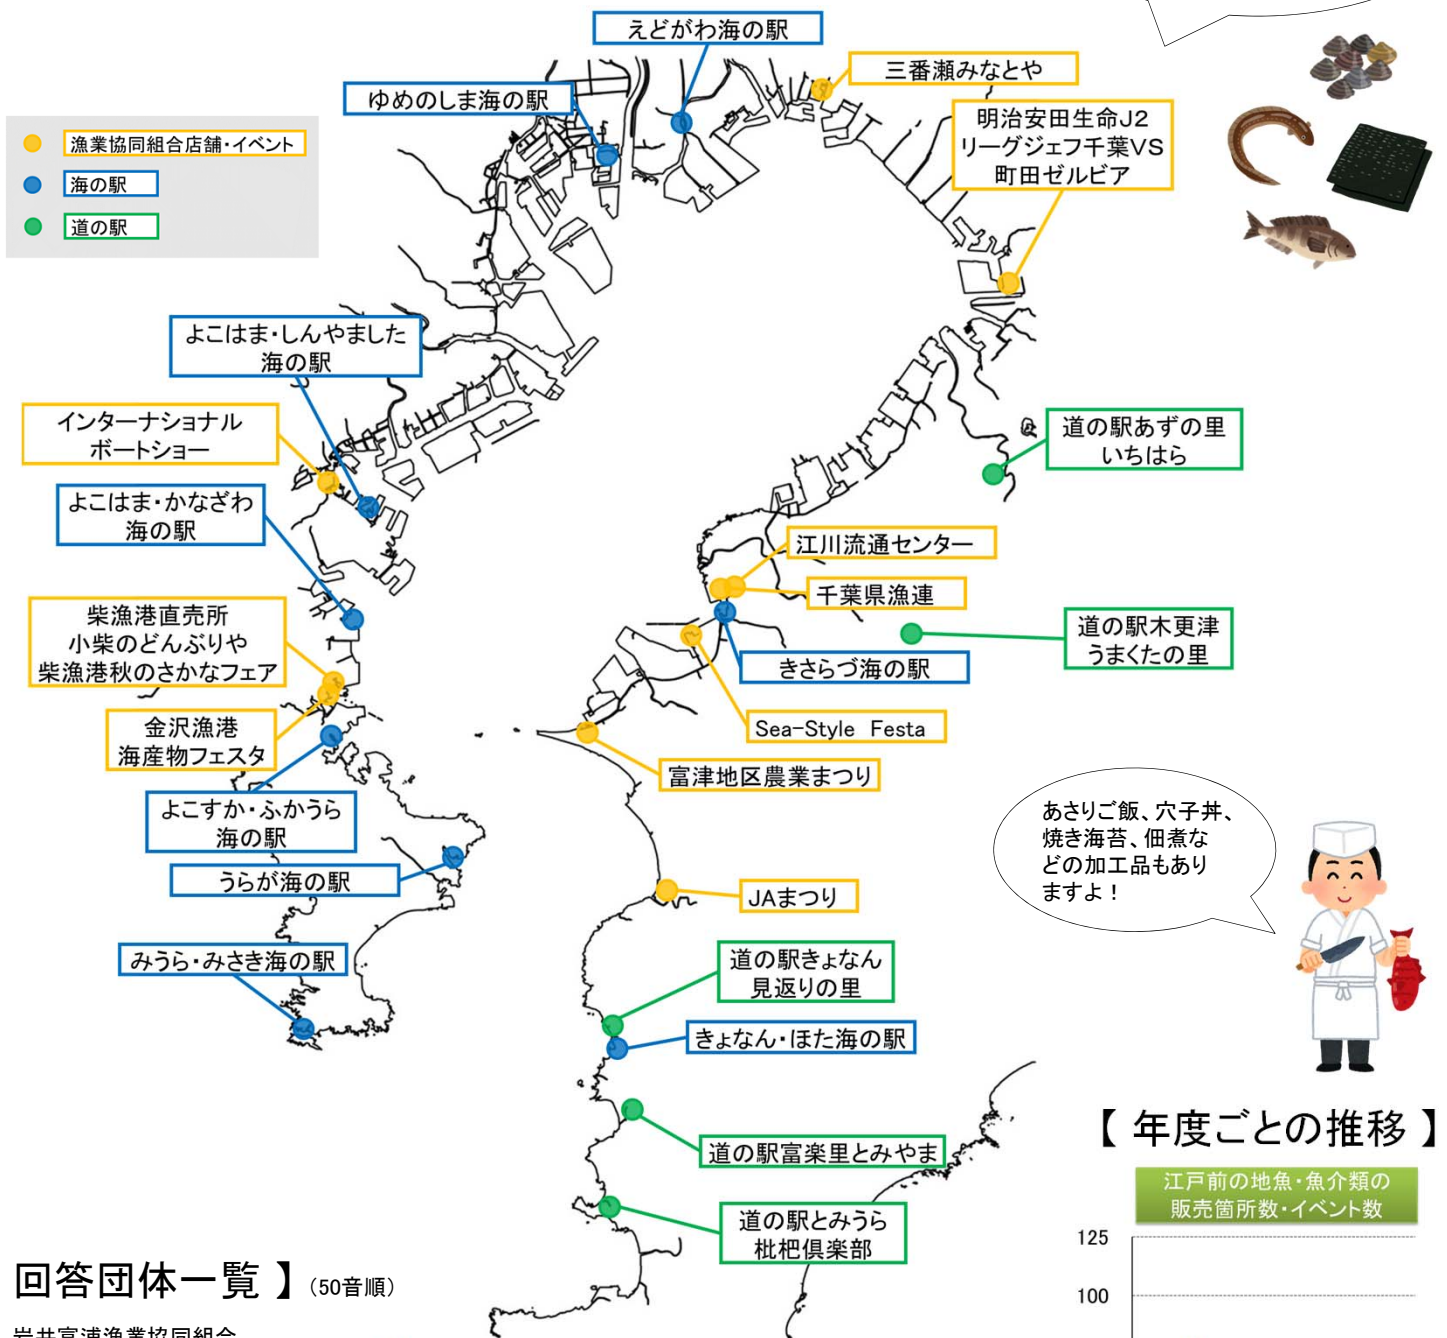 えどがわ海の駅
三番瀬みなとや
ゆめのしま海の駅
明治安田生命J2
リーグジェフ千葉VS
町田ゼルビア
漁業協同組合店舗・イベント
海の駅
道の駅
よこはま・しんやました
海の駅
インターナショナル
ボートショー
道の駅あずの里
いちはら
よこはま・かなざわ
海の駅
江川流通センター
千葉県漁連
柴漁港直売所
小柴のどんぶりや
柴漁港秋のさかなフェア
道の駅木更津
うまくたの里
きさらづ海の駅
金沢漁港
海産物フェスタ
Sea-Style Festa
富津地区農業まつり
よこすか・ふかうら
海の駅
あさりご飯、穴子丼、
焼き海苔、佃煮な
どの加工品もあり
ますよ！
うらが海の駅
JAまつり
みうら・みさき海の駅
道の駅きょなん
見返りの里
きょなん・ほた海の駅
【 年度ごとの推移 】
道の駅富楽里とみやま
江戸前の地魚・魚介類の
販売箇所数・イベント数
道の駅とみうら
枇杷倶楽部
125
100
回答団体一覧 】（50音順）
岩井富浦漁業協同組合